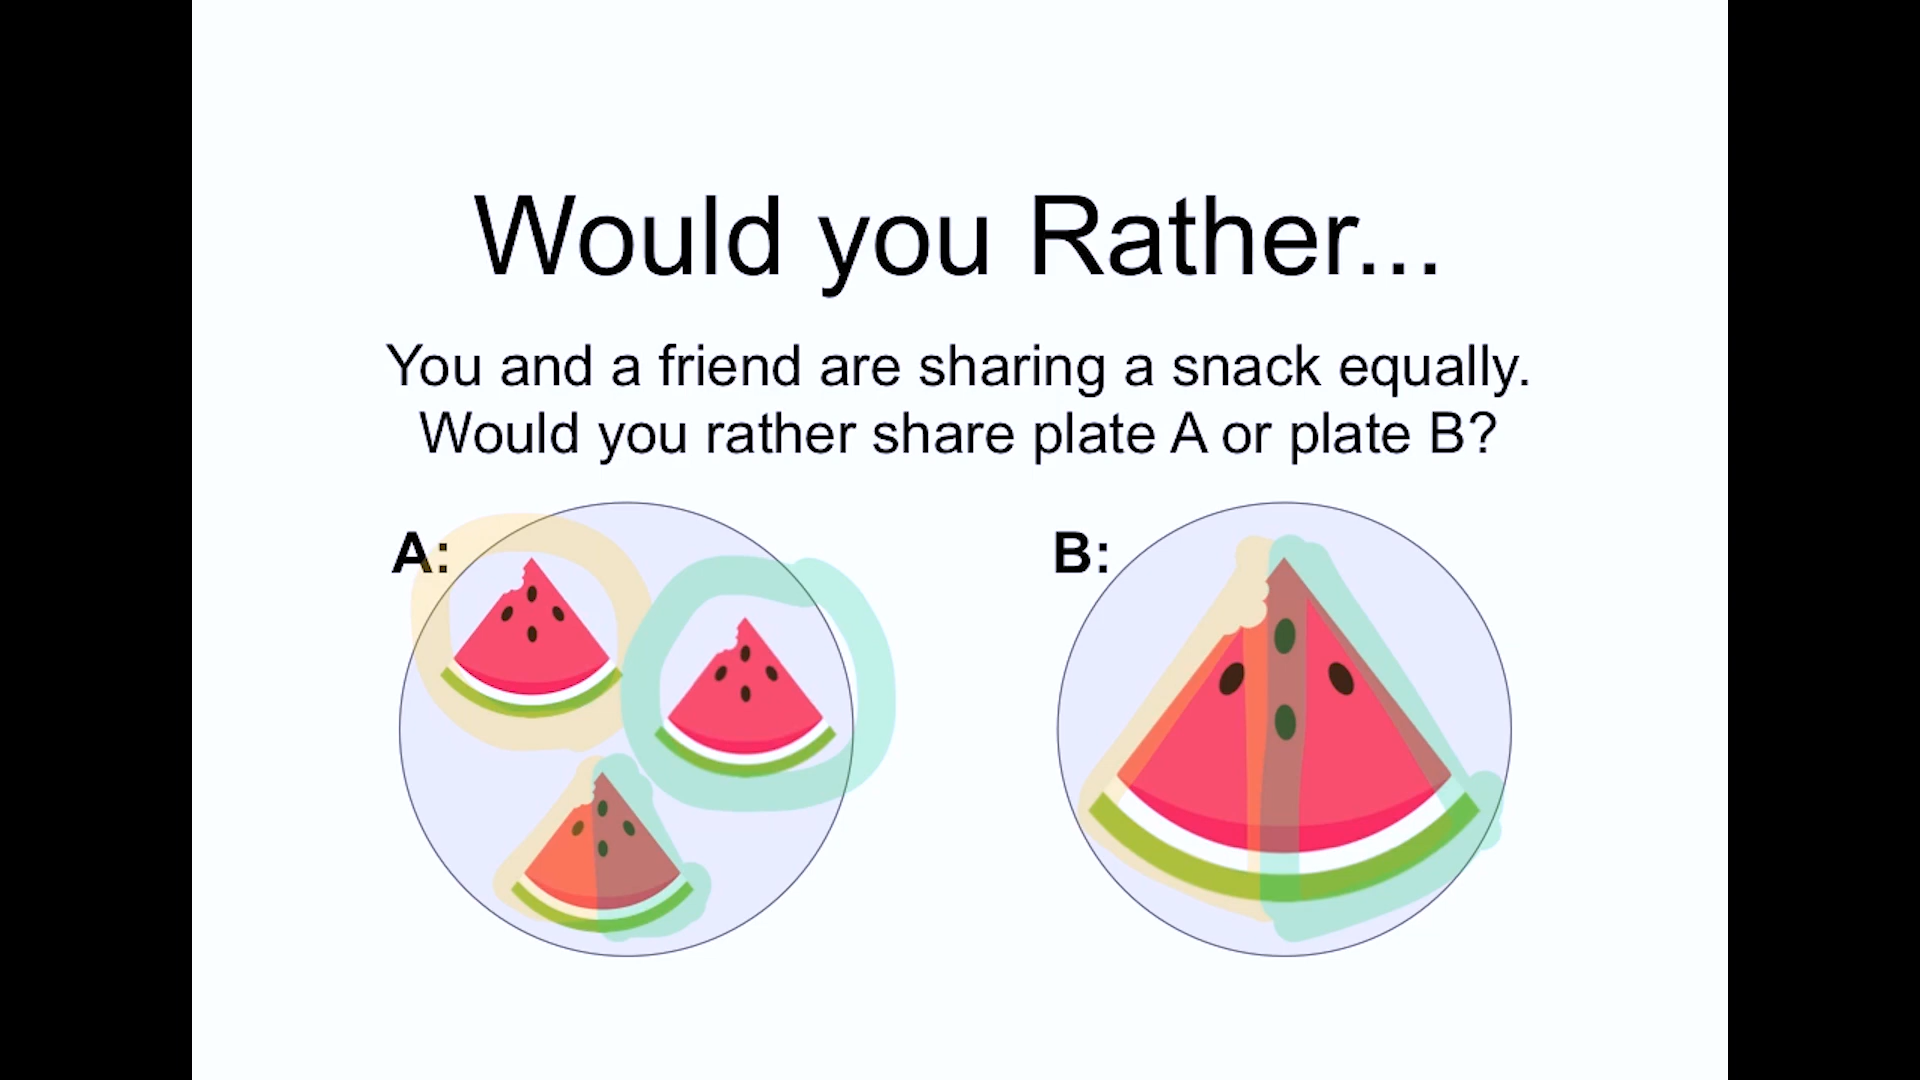 Would you Rather...
You and a friend are sharing a snack equally.
Would you rather share plate A or plate B?
A:
B: